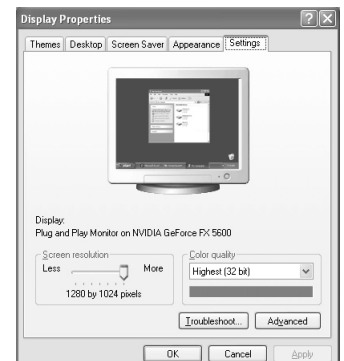 Display Properties
Themes Desktop Screen Saver Appearance Settings
Display:
Plug and Play Monitor on NVIDIA GeForce FX 5600
Screen resolution
Less More
1280 by 1024 pixels
Color quality
Highest (32 bit)
Troubleshoot... Advanced
OK Cancel Apply